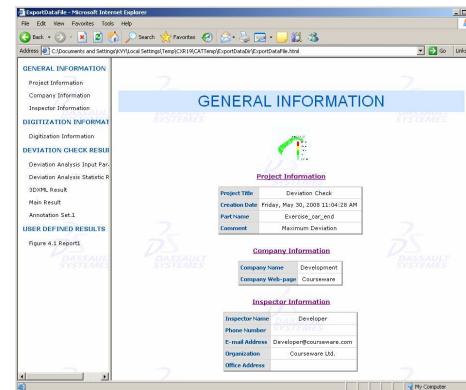 ExportDataFile - Microsoft Internet Explorer
File Edit View Favorites Tools Help
Back Search Favorites
Address C:\Documents and Settings\KVY\Local Settings\Temp\CXR19\CATTemp\ExportDataDir\ExportDataFile.html Go Links
GENERAL INFORMATION
Project Information
Company Information
Inspector Information
DIGITIZATION INFORMAT
Digitization Information
DEVIATION CHECK RESUL
Deviation Analysis Input Par
Deviation Analysis Statistic R
3DXML Result
Main Result
Annotation Set.1
USER DEFINED RESULTS
Figure 4.1 Report1
GENERAL INFORMATION
Project Information
Project Title Deviation Check
Creation Date Friday, May 30, 2008 11:04:28 AM
Part Name Exercise_car_end
Comment Maximum Deviation
Company Information
Company Name Development
Company Web-page Courseware
Inspector Information
Inspector Name Developer
Phone Number
E-mail Address Developer@courseware.com
Organization Courseware Ltd.
Office Address
DASSAULT SYSTEMES
My Computer